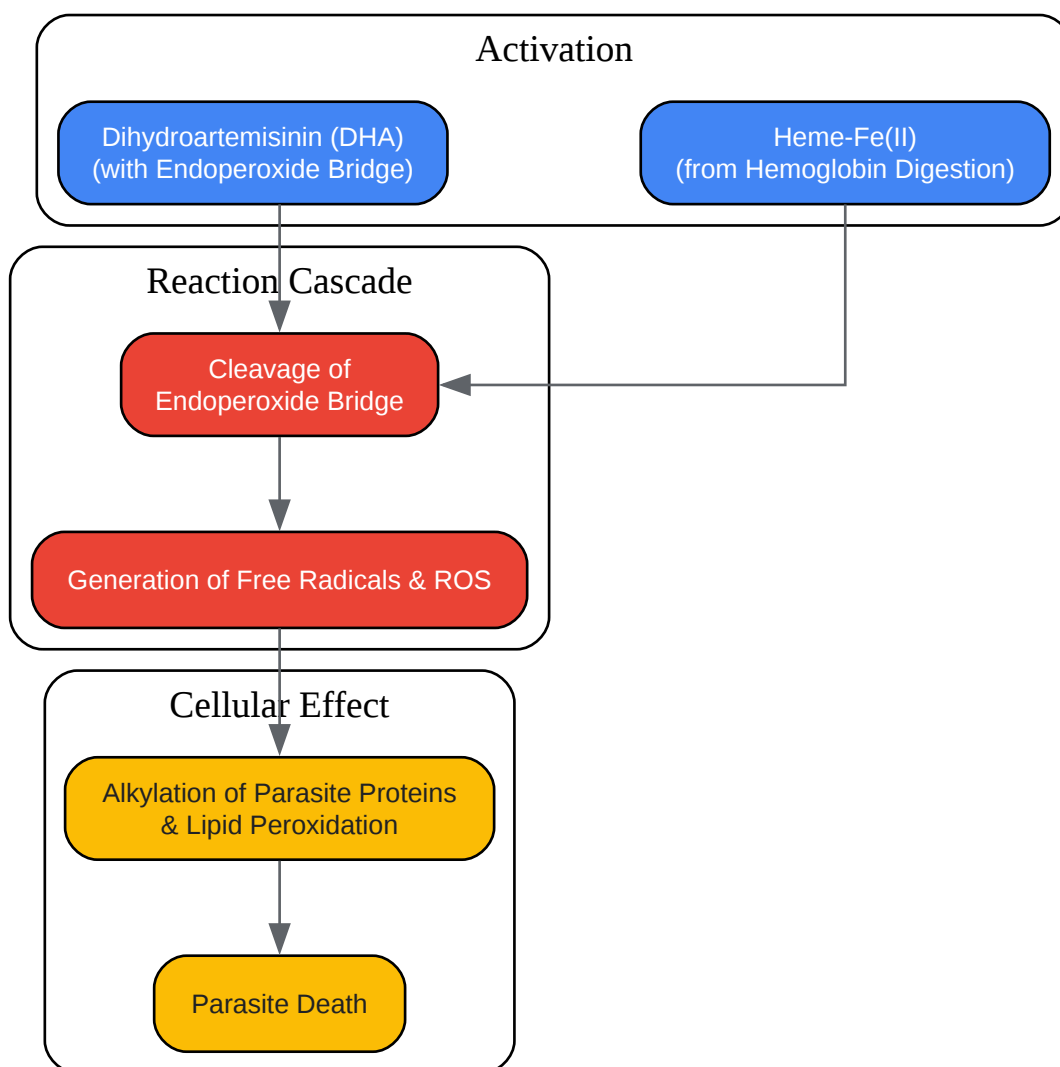 Activation
Dihydroartemisinin (DHA)
(with Endoperoxide Bridge)
Heme-Fe(II)
(from Hemoglobin Digestion)
Reaction Cascade
Cleavage of
Endoperoxide Bridge
Generation of Free Radicals & ROS
Cellular Effect
Alkylation of Parasite Proteins
& Lipid Peroxidation
Parasite Death